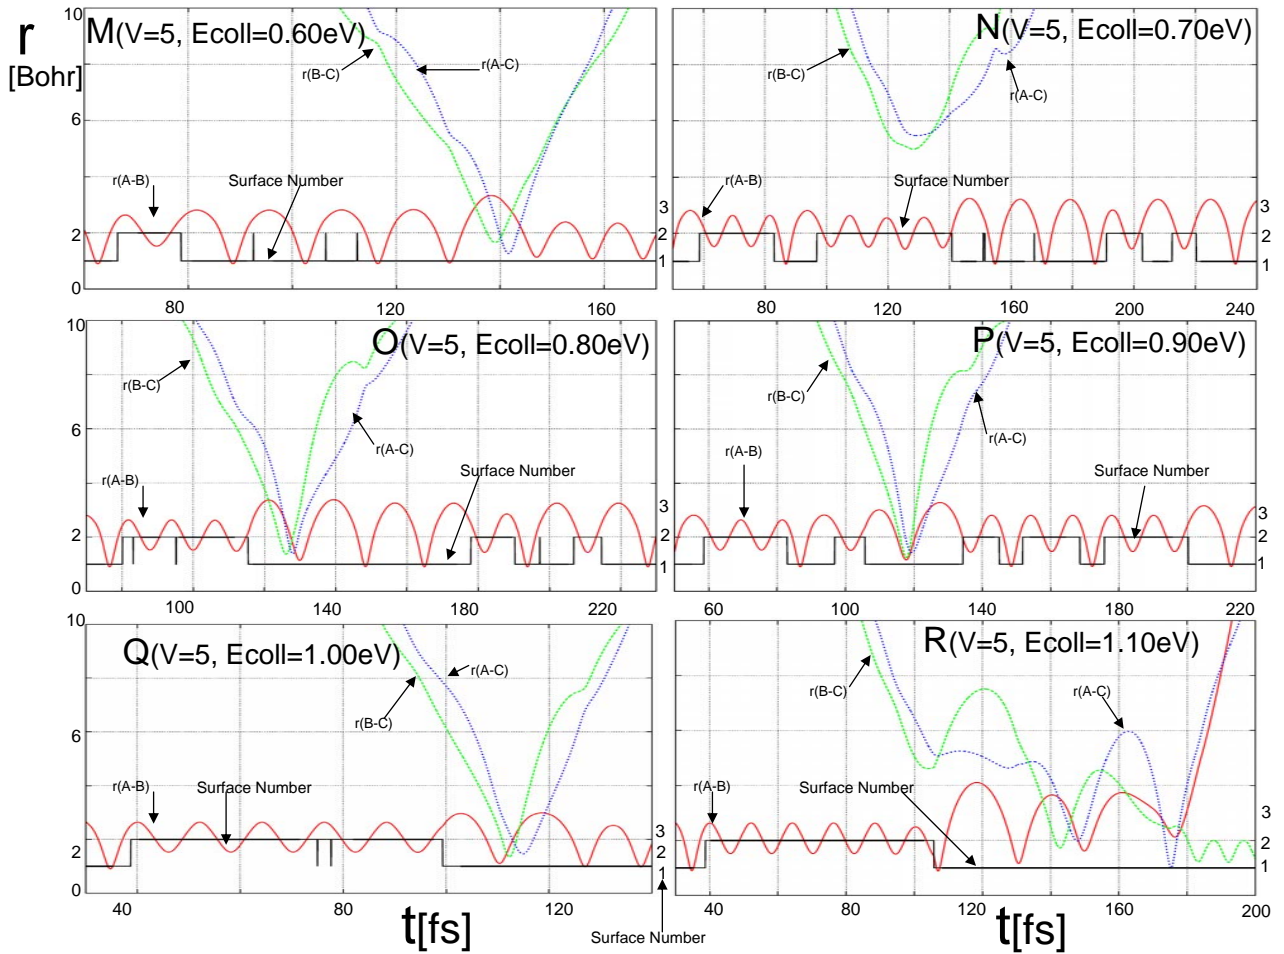 r
[Bohr]
10
6
2
0
M(V=5, Ecoll=0.60eV)
r(B-C)
r(A-C)
r(A-B)
Surface Number
80
120
160
N(V=5, Ecoll=0.70eV)
r(B-C)
r(A-C)
r(A-B)
Surface Number
3
2
1
80
120
160
200
240
10
6
2
0
O(V=5, Ecoll=0.80eV)
r(B-C)
r(A-C)
r(A-B)
Surface Number
100
140
180
220
P(V=5, Ecoll=0.90eV)
r(B-C)
r(A-C)
r(A-B)
Surface Number
3
2
1
60
100
140
180
220
10
6
2
0
Q(V=5, Ecoll=1.00eV)
r(A-C)
r(B-C)
r(A-B)
Surface Number
3
2
1
40
80
120
t[fs]
Surface Number
R(V=5, Ecoll=1.10eV)
r(B-C)
r(A-C)
r(A-B)
Surface Number
3
2
1
40
80
120
160
200
t[fs]